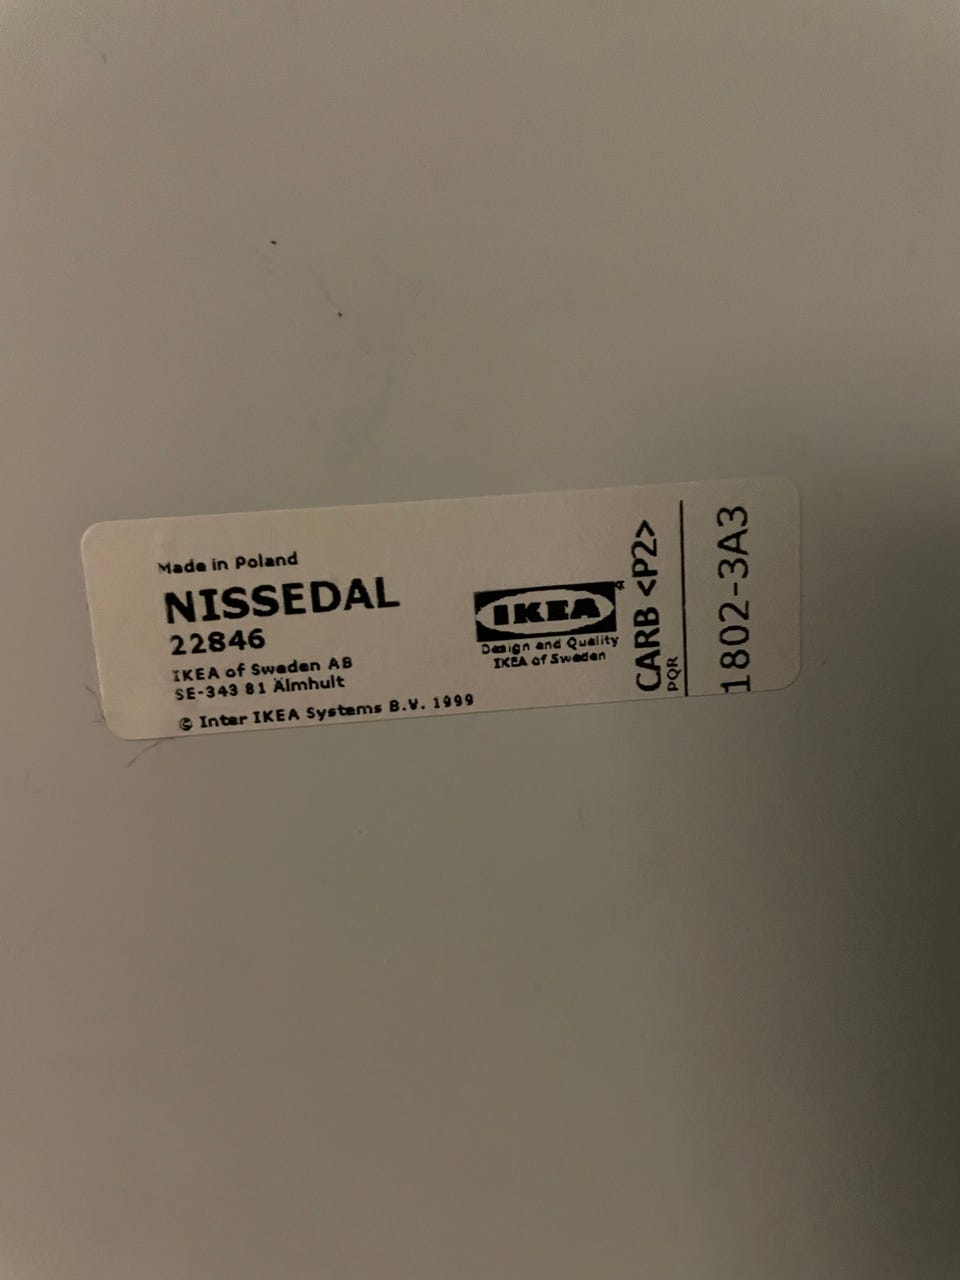 Made in Poland
NISSEDAL
22846
IKEA of Sweden AB
SE-343 81 Älmhult
© Inter IKEA Systems B.V. 1999
IKEA®
Design and Quality
IKEA of Sweden
CARB <P2>
PQR
1802-3A3